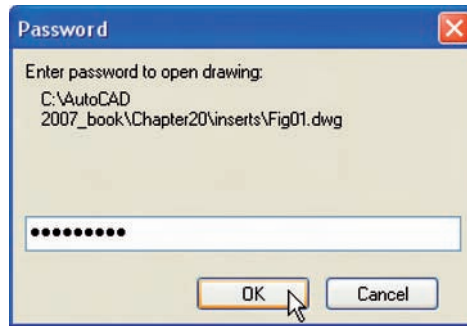 Password
Enter password to open drawing:
C:\AutoCAD
2007_book\Chapter20\inserts\Fig01.dwg
•••••••••
OK
Cancel